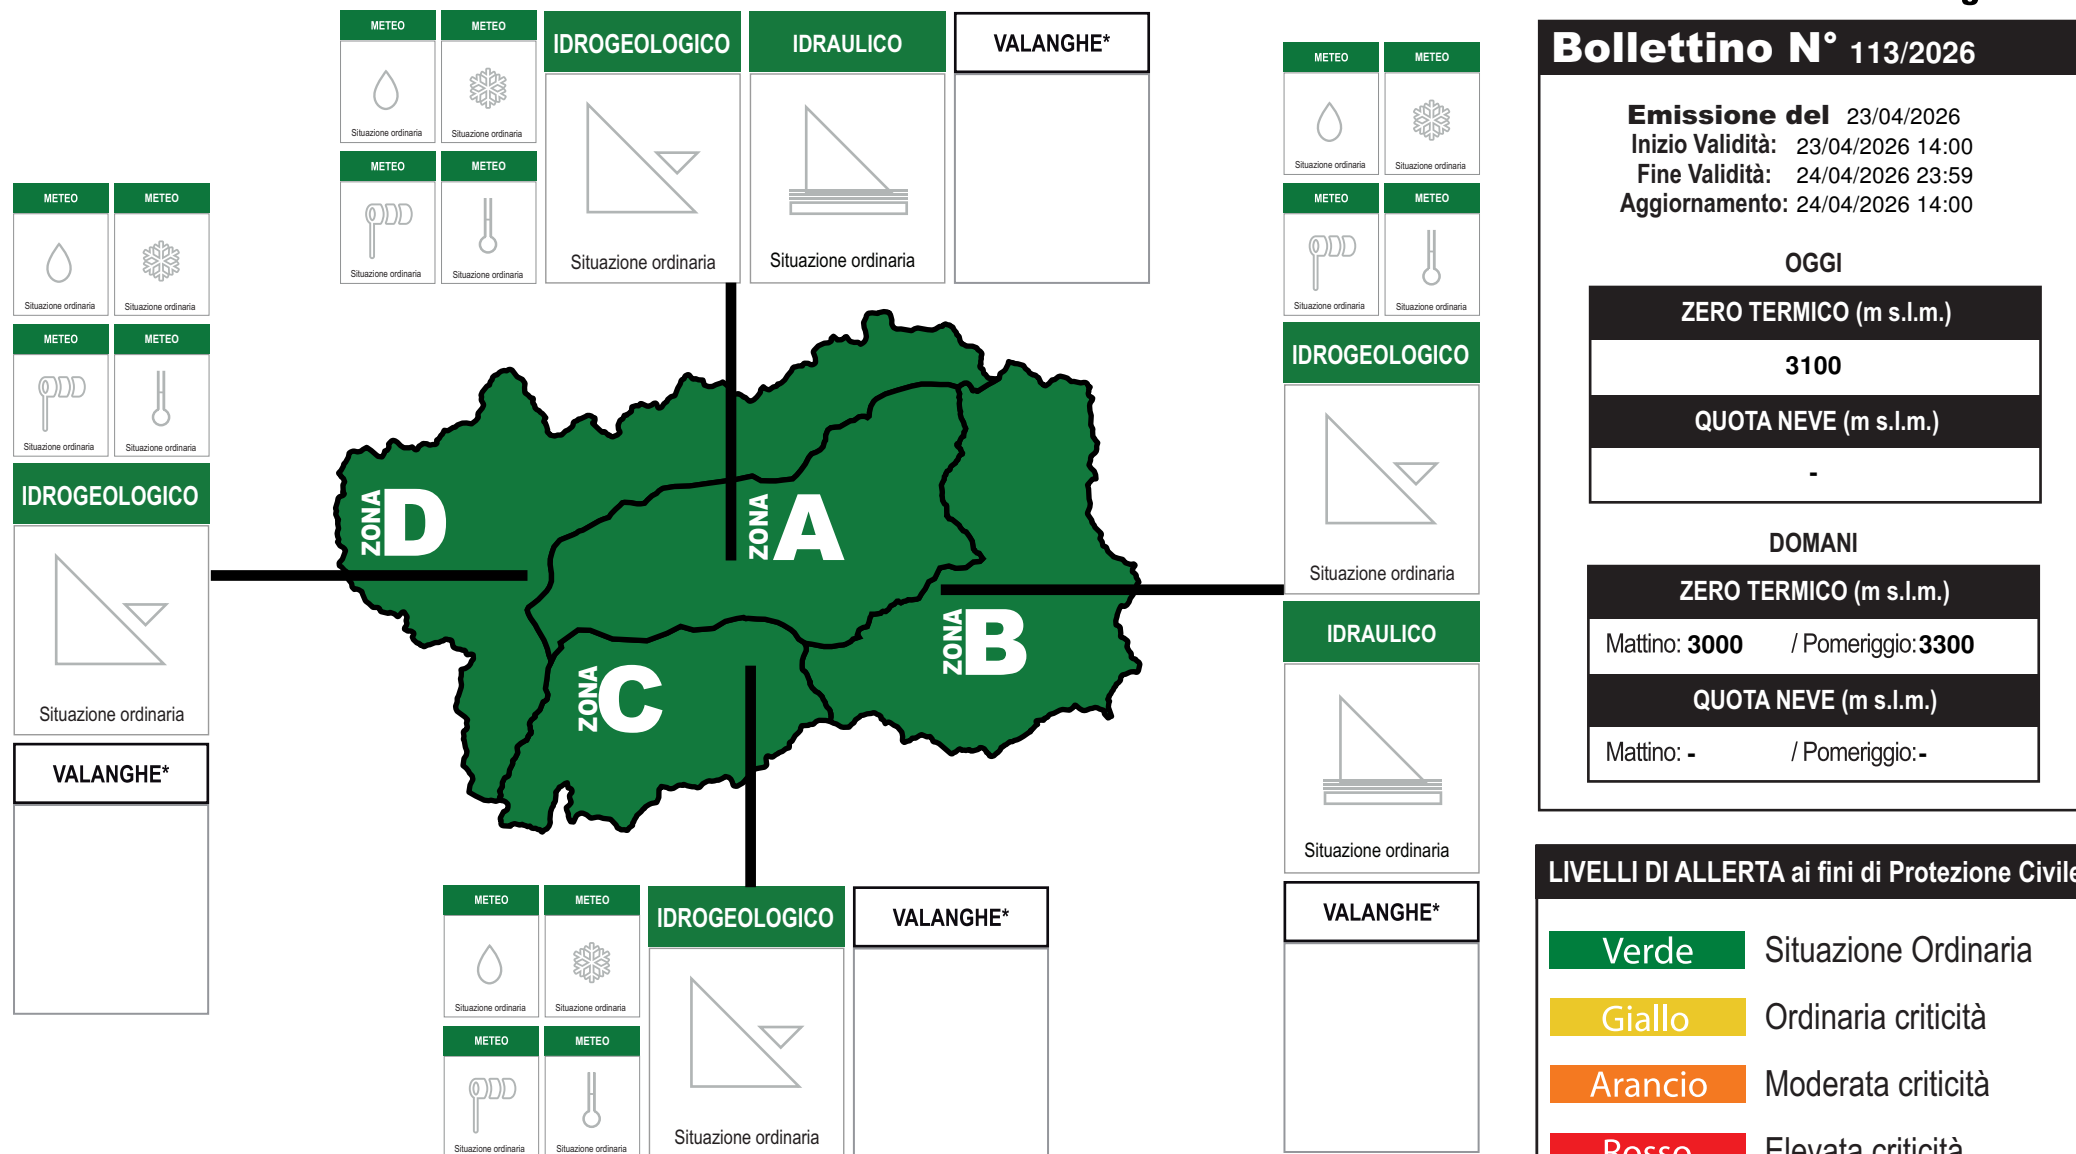 METEO METEO
Situazione ordinaria Situazione ordinaria
METEO METEO
Situazione ordinaria Situazione ordinaria
IDROGEOLOGICO
Situazione ordinaria
IDRAULICO
Situazione ordinaria
VALANGHE*
METEO METEO
Situazione ordinaria Situazione ordinaria
METEO METEO
Situazione ordinaria Situazione ordinaria
IDROGEOLOGICO
Situazione ordinaria
VALANGHE*
ZONA D
ZONA A
ZONA B
ZONA C
METEO METEO
Situazione ordinaria Situazione ordinaria
METEO METEO
Situazione ordinaria Situazione ordinaria
IDROGEOLOGICO
Situazione ordinaria
IDRAULICO
Situazione ordinaria
VALANGHE*
METEO METEO
Situazione ordinaria Situazione ordinaria
METEO METEO
Situazione ordinaria Situazione ordinaria
IDROGEOLOGICO
Situazione ordinaria
VALANGHE*
Bollettino N° 113/2026
Emissione del 23/04/2026
Inizio Validità: 23/04/2026 14:00
Fine Validità: 24/04/2026 23:59
Aggiornamento: 24/04/2026 14:00
OGGI
ZERO TERMICO (m s.l.m.)
3100
QUOTA NEVE (m s.l.m.)
-
DOMANI
ZERO TERMICO (m s.l.m.)
Mattino: 3000 / Pomeriggio: 3300
QUOTA NEVE (m s.l.m.)
Mattino: - / Pomeriggio: -
LIVELLI DI ALLERTA ai fini di Protezione Civile
Verde Situazione Ordinaria
Giallo Ordinaria criticità
Arancio Moderata criticità
Rosso Elevata criticità